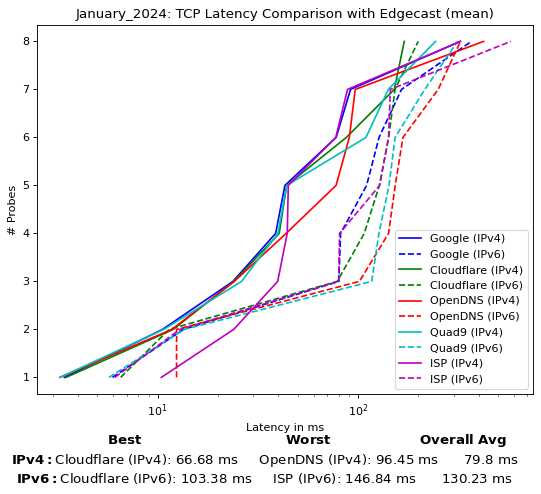 January_2024: TCP Latency Comparison with Edgecast (mean)
8
7
6
5
4
3
2
1
# Probes
10¹ 10²
Latency in ms
Google (IPv4)
Google (IPv6)
Cloudflare (IPv4)
Cloudflare (IPv6)
OpenDNS (IPv4)
OpenDNS (IPv6)
Quad9 (IPv4)
Quad9 (IPv6)
ISP (IPv4)
ISP (IPv6)
Best Worst Overall Avg
IPv4: Cloudflare (IPv4): 66.68 ms OpenDNS (IPv4): 96.45 ms 79.8 ms
IPv6: Cloudflare (IPv6): 103.38 ms ISP (IPv6): 146.84 ms 130.23 ms